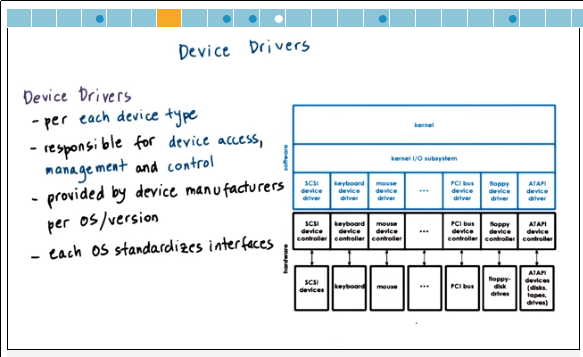 Device Drivers
Device Drivers
- per each device type
- responsible for device access,
management and control
- provided by device manufacturers
per OS/version
- each OS standardizes interfaces
software
kernel
kernel I/O subsystem
SCSI device driver
keyboard device driver
mouse device driver
...
PCI bus device driver
floppy device driver
ATAPI device driver
hardware
SCSI device controller
keyboard device controller
mouse device controller
...
PCI bus device controller
floppy device controller
ATAPI device controller
SCSI devices
keyboard
mouse
...
PCI bus
floppy-disk drives
ATAPI devices (disks, tapes, drives)